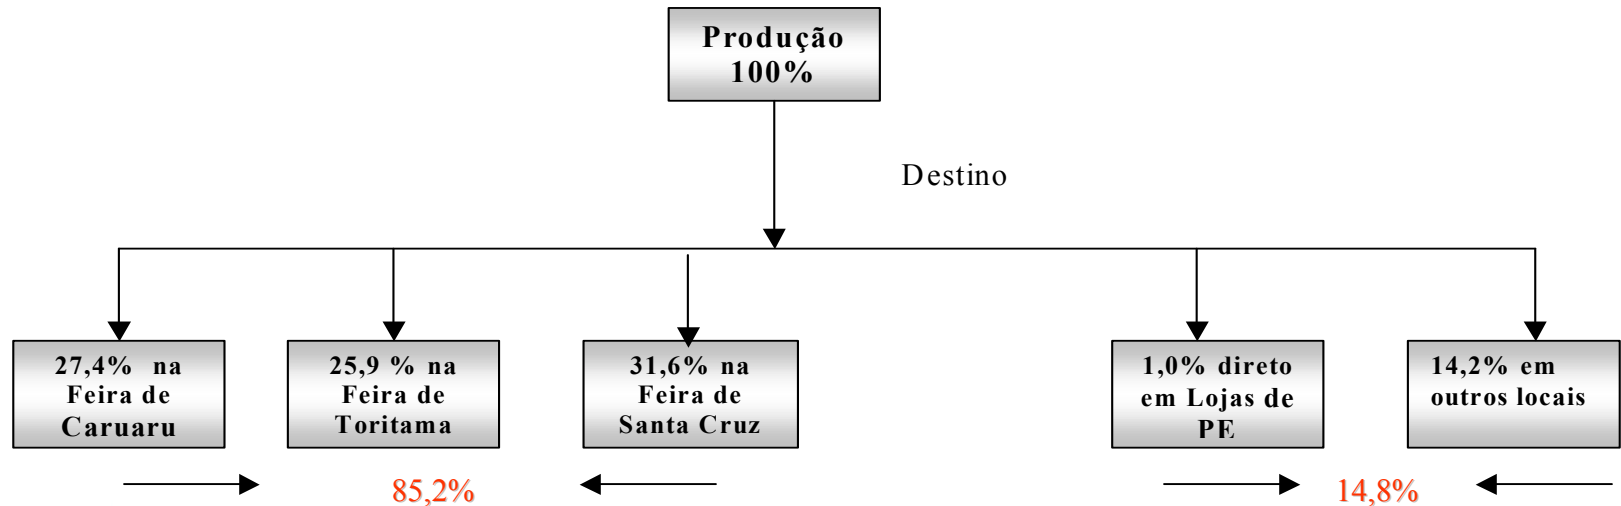 Produção
100%
Destino
27,4% na
Feira de
Caruaru
25,9 % na
Feira de
Toritama
31,6% na
Feira de
Santa Cruz
1,0% direto
em Lojas de
PE
14,2% em
outros locais
85,2%
14,8%